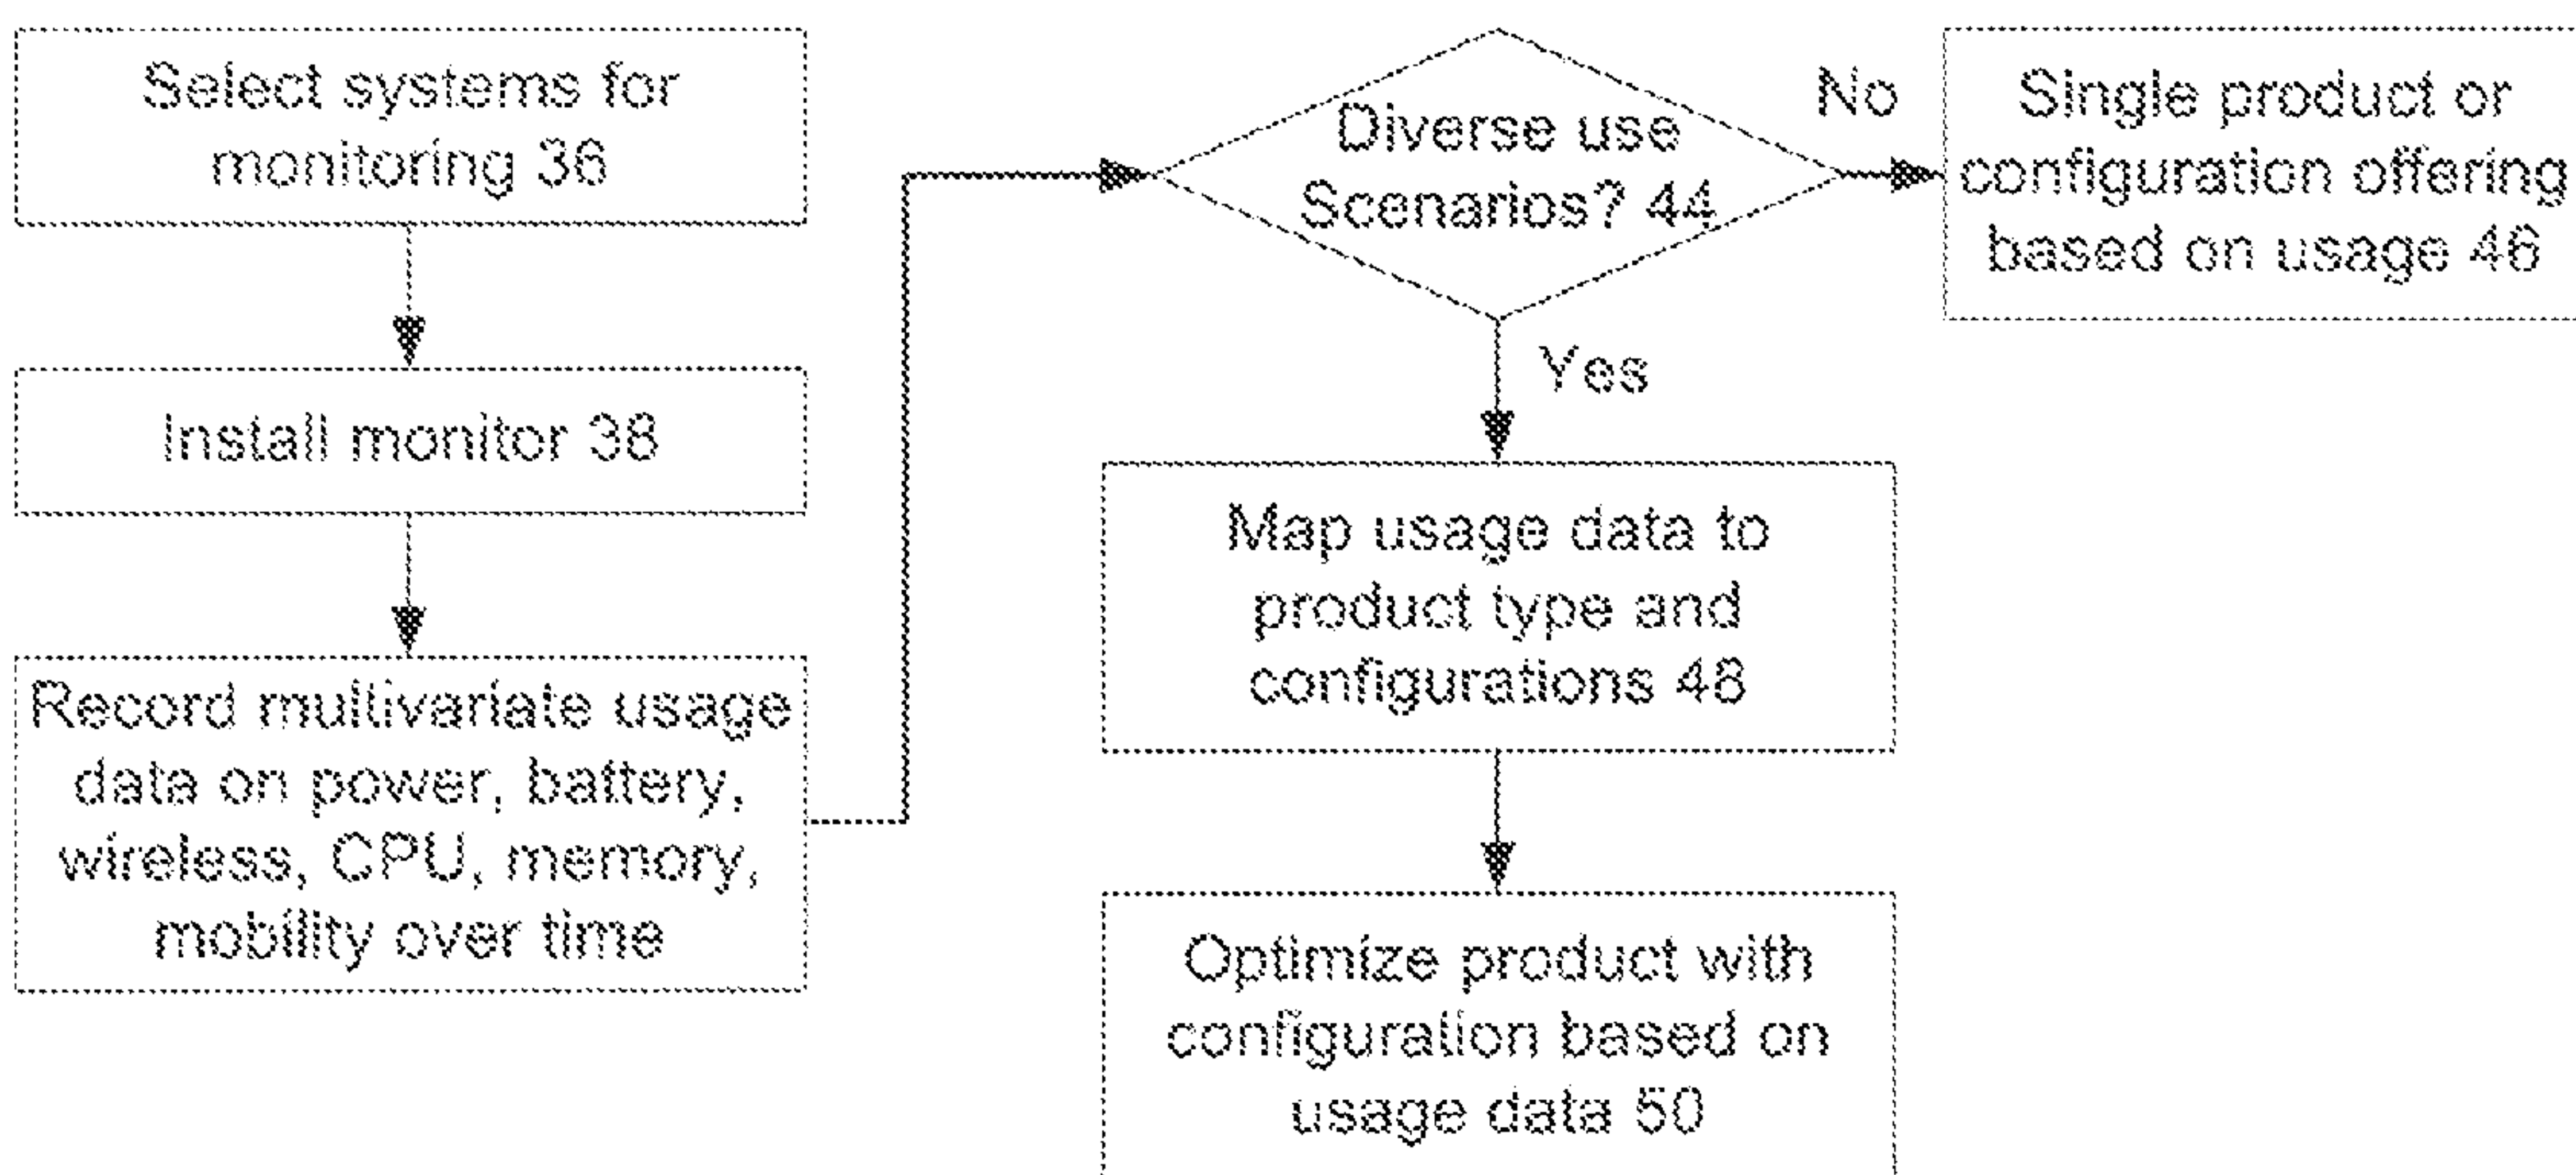 Select systems for
monitoring 36
Install monitor 38
Record multivariate usage
data on power, battery,
wireless, CPU, memory,
mobility over time
Diverse use
Scenarios? 44
No
Single product or
configuration offering
based on usage 46
Yes
Map usage data to
product type and
configurations 48
Optimize product with
configuration based on
usage data 50